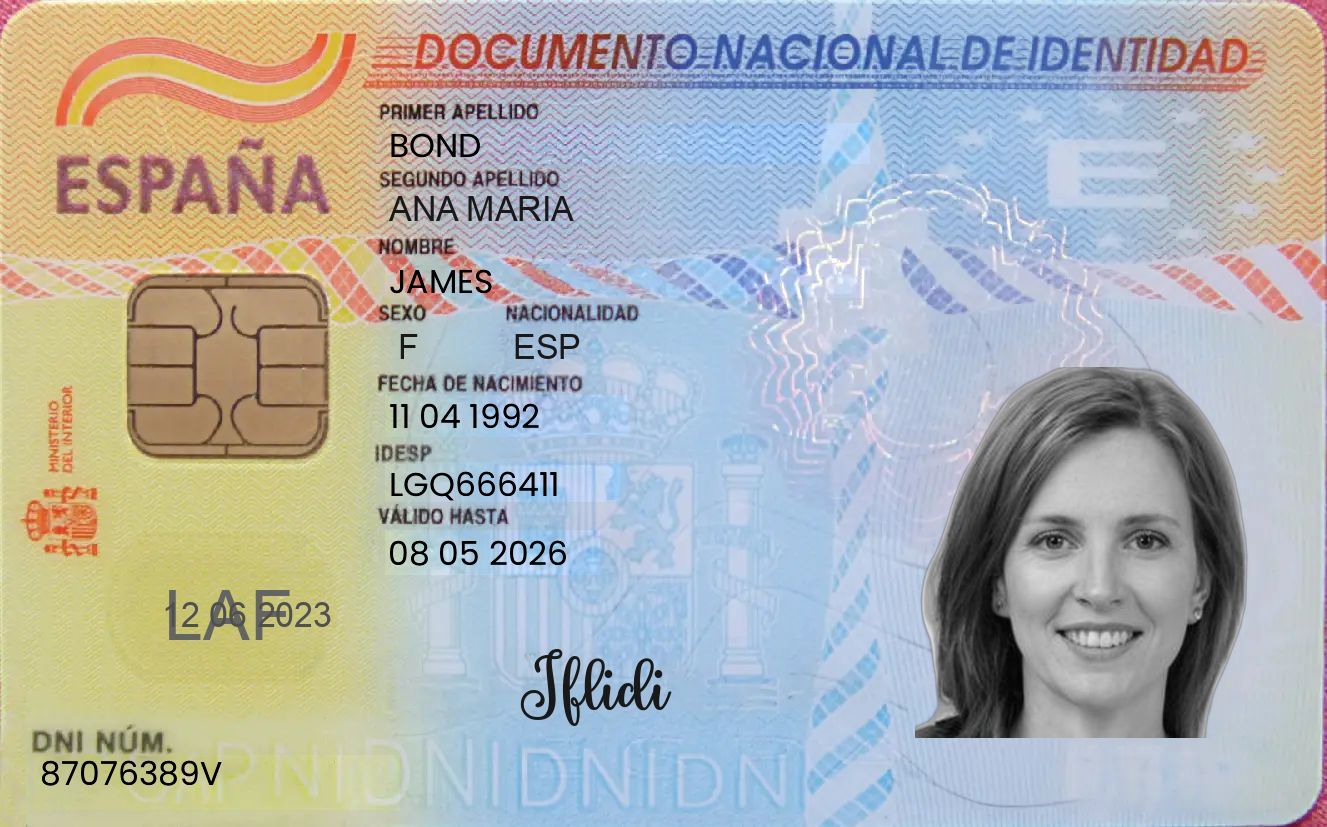 DOCUMENTO NACIONAL DE IDENTIDAD
ESPAÑA
PRIMER APELLIDO
BOND
SEGUNDO APELLIDO
ANA MARIA
NOMBRE
JAMES
SEXO NACIONALIDAD
F ESP
FECHA DE NACIMIENTO
11 04 1992
IDESP
LGQ666411
VÁLIDO HASTA
08 05 2026
MINISTERIO
DEL INTERIOR
LAF
12 06 2023
Jflidi
DNI NÚM.
87076389V
DNIDNIDNIDNI
E